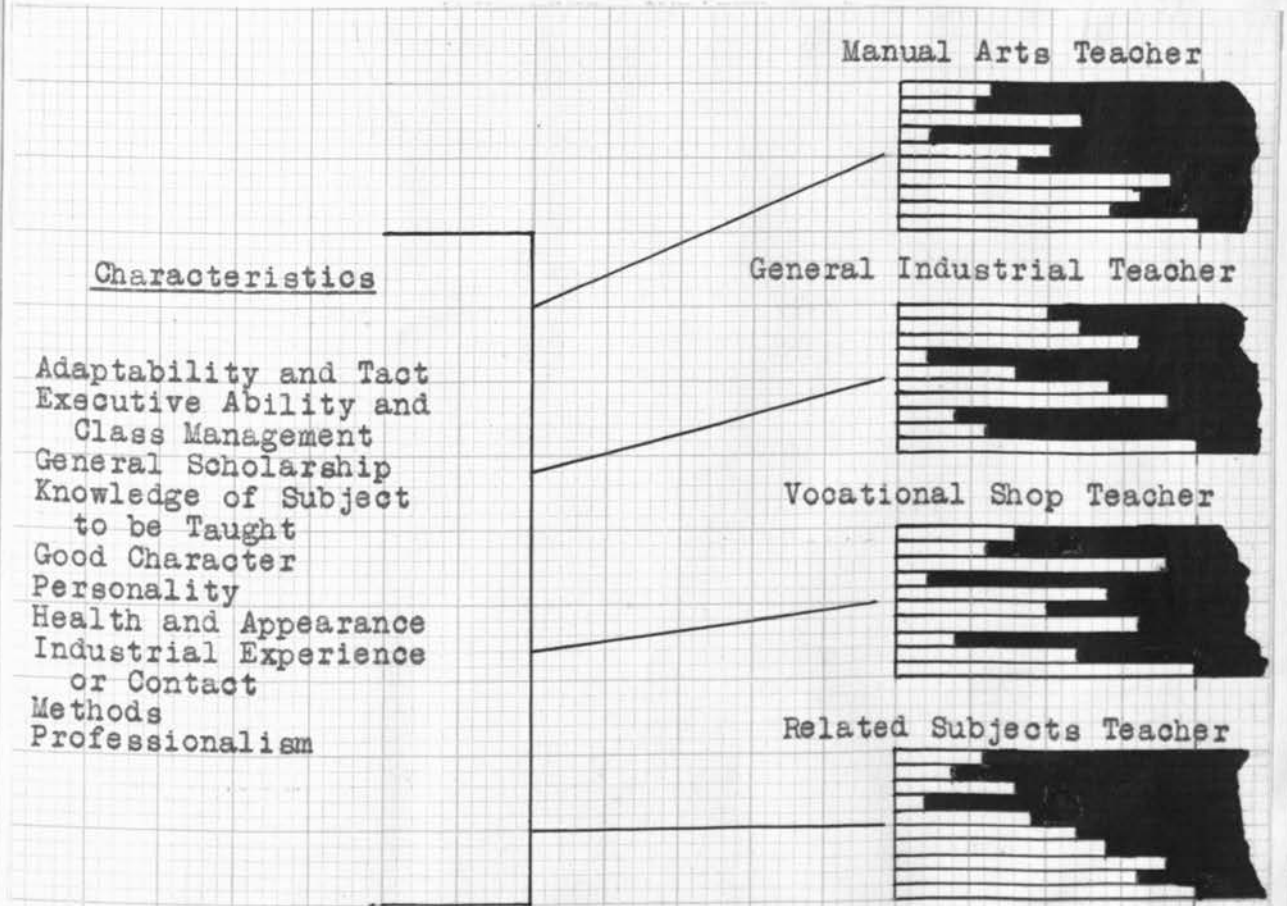 Manual Arts Teacher
Characteristics
General Industrial Teacher
Adaptability and Tact
Executive Ability and
Class Management
General Scholarship
Knowledge of Subject
to be Taught
Good Character
Personality
Health and Appearance
Industrial Experience
or Contact
Methods
Professionalism
Vocational Shop Teacher
Related Subjects Teacher